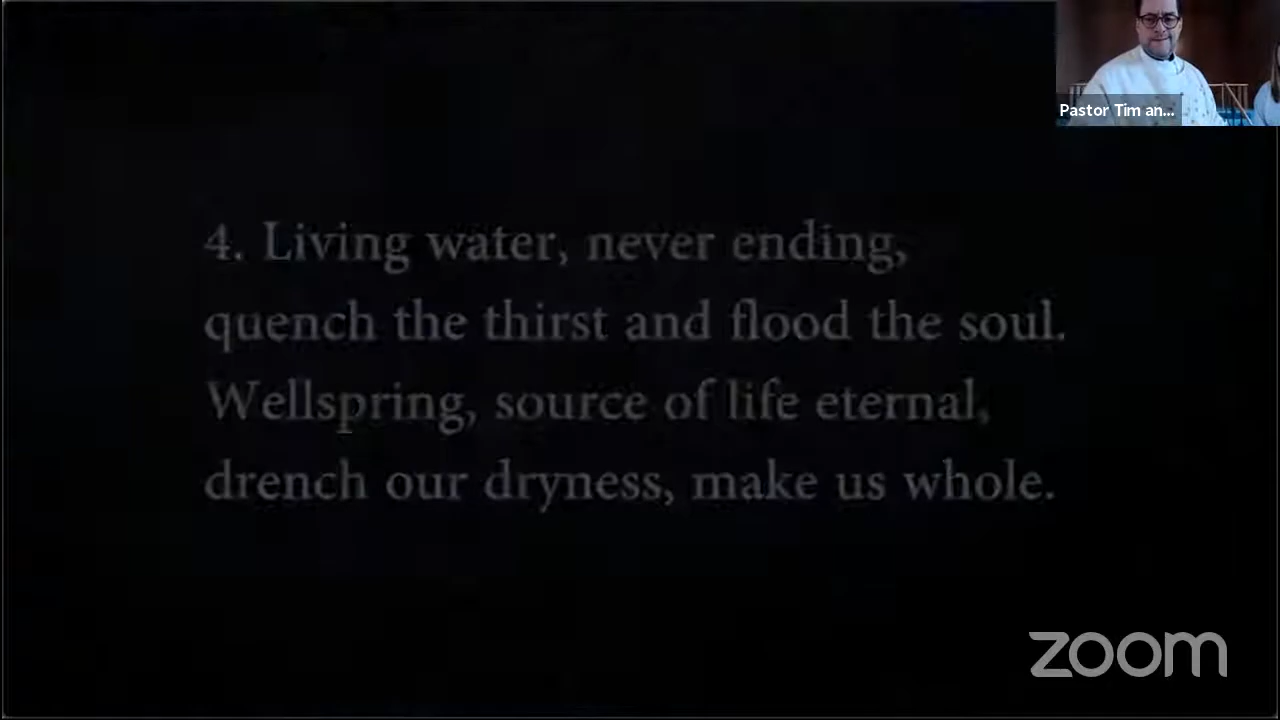 Pastor Tim an...
4. Living water, never ending,
quench the thirst and flood the soul.
Wellspring, source of life eternal,
drench our dryness, make us whole.
zoom